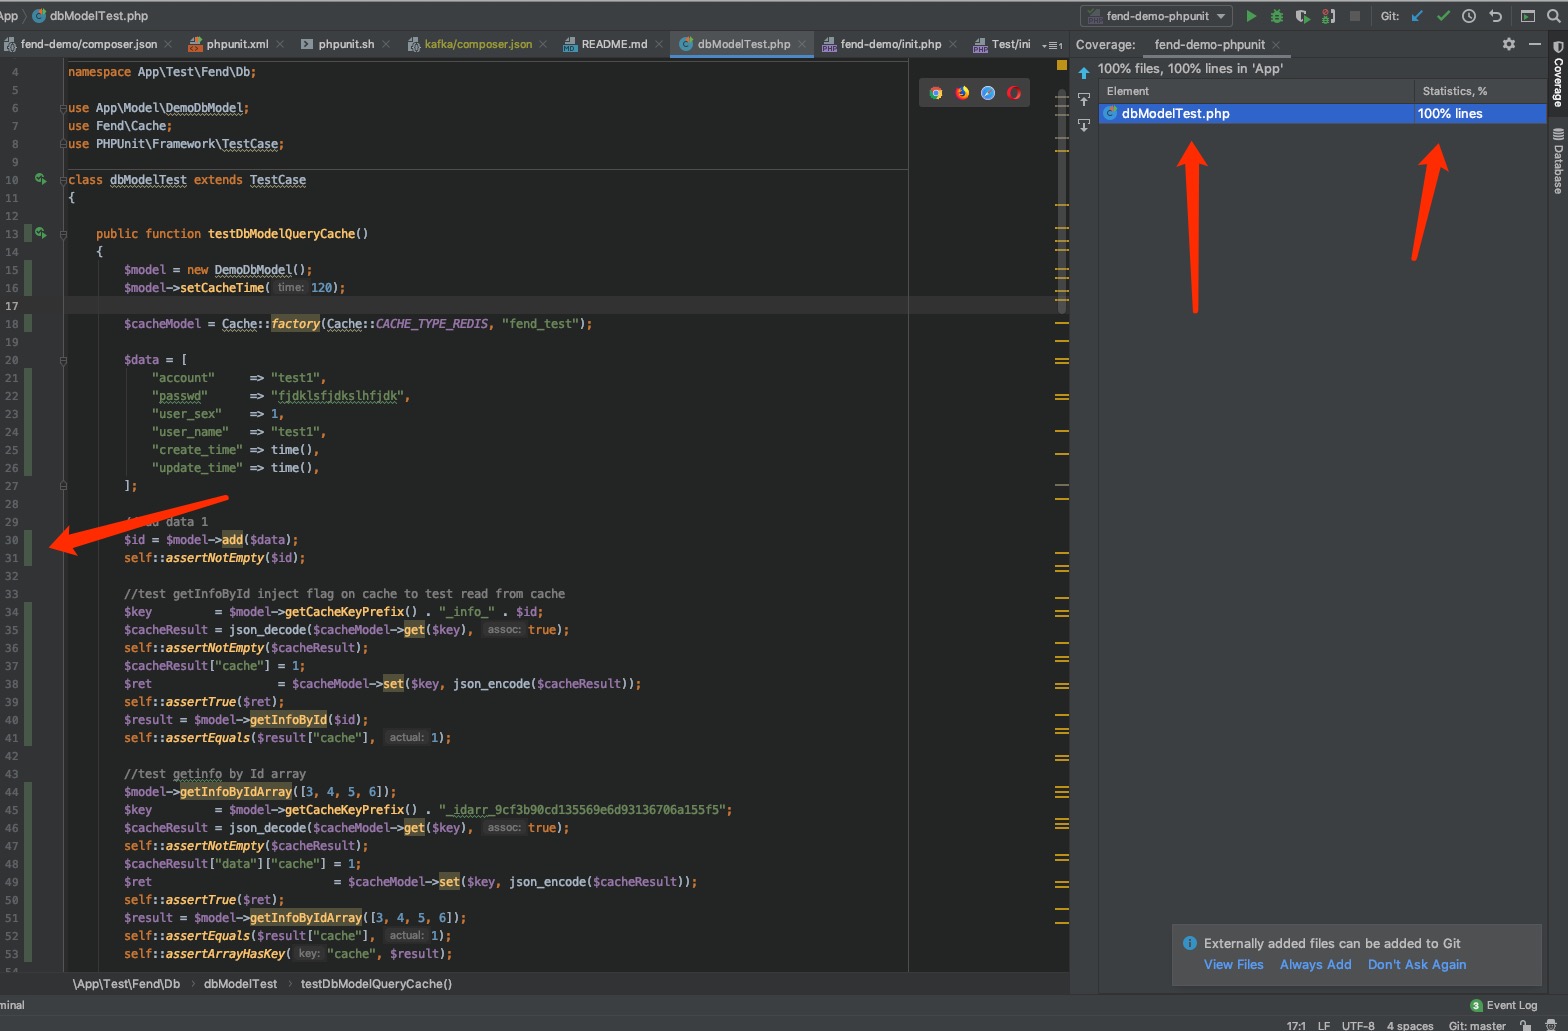 App
dbModelTest.php
fend-demo-phpunit
Git:
fend-demo/composer.json
phpunit.xml
phpunit.sh
kafka/composer.json
README.md
dbModelTest.php
fend-demo/init.php
Test/ini
Coverage:
fend-demo-phpunit
100% files, 100% lines in 'App'
Element
Statistics, %
dbModelTest.php
100% lines
Coverage
Database
4 namespace App\Test\Fend\Db;
5
6 use App\Model\DemoDbModel;
7 use Fend\Cache;
8 use PHPUnit\Framework\TestCase;
9
10 class dbModelTest extends TestCase
11 {
12
13 public function testDbModelQueryCache()
14 {
15 $model = new DemoDbModel();
16 $model->setCacheTime( time: 120);
17
18 $cacheModel = Cache::factory(Cache::CACHE_TYPE_REDIS, "fend_test");
19
20 $data = [
21 "account" => "test1",
22 "passwd" => "fjdklsfjdkslhfjdk",
23 "user_sex" => 1,
24 "user_name" => "test1",
25 "create_time" => time(),
26 "update_time" => time(),
27 ];
28
29 data 1
30 $id = $model->add($data);
31 self::assertNotEmpty($id);
32
33 //test getInfoById inject flag on cache to test read from cache
34 $key = $model->getCacheKeyPrefix() . "_info_" . $id;
35 $cacheResult = json_decode($cacheModel->get($key), assoc: true);
36 self::assertNotEmpty($cacheResult);
37 $cacheResult["cache"] = 1;
38 $ret = $cacheModel->set($key, json_encode($cacheResult));
39 self::assertTrue($ret);
40 $result = $model->getInfoById($id);
41 self::assertEquals($result["cache"], actual: 1);
42
43 //test getinfo by Id array
44 $model->getInfoByIdArray([3, 4, 5, 6]);
45 $key = $model->getCacheKeyPrefix() . "_idarr_9cf3b90cd135569e6d93136706a155f5";
46 $cacheResult = json_decode($cacheModel->get($key), assoc: true);
47 self::assertNotEmpty($cacheResult);
48 $cacheResult["data"]["cache"] = 1;
49 $ret = $cacheModel->set($key, json_encode($cacheResult));
50 self::assertTrue($ret);
51 $result = $model->getInfoByIdArray([3, 4, 5, 6]);
52 self::assertEquals($result["cache"], actual: 1);
53 self::assertArrayHasKey( key: "cache", $result);
Externally added files can be added to Git
View Files Always Add Don't Ask Again
\App\Test\Fend\Db dbModelTest testDbModelQueryCache()
minal
3 Event Log
17:1 LF UTF-8 4 spaces Git: master